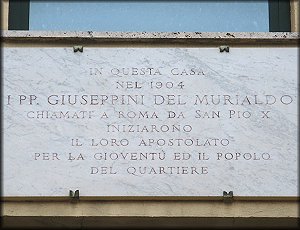 IN QUESTA CASA
NEL 1904
I PP. GIUSEPPINI DEL MURIALDO
CHIAMATI A ROMA DA SAN PIO X
INIZIARONO
IL LORO APOSTOLATO
PER LA GIOVENTÙ ED IL POPOLO
DEL QUARTIERE